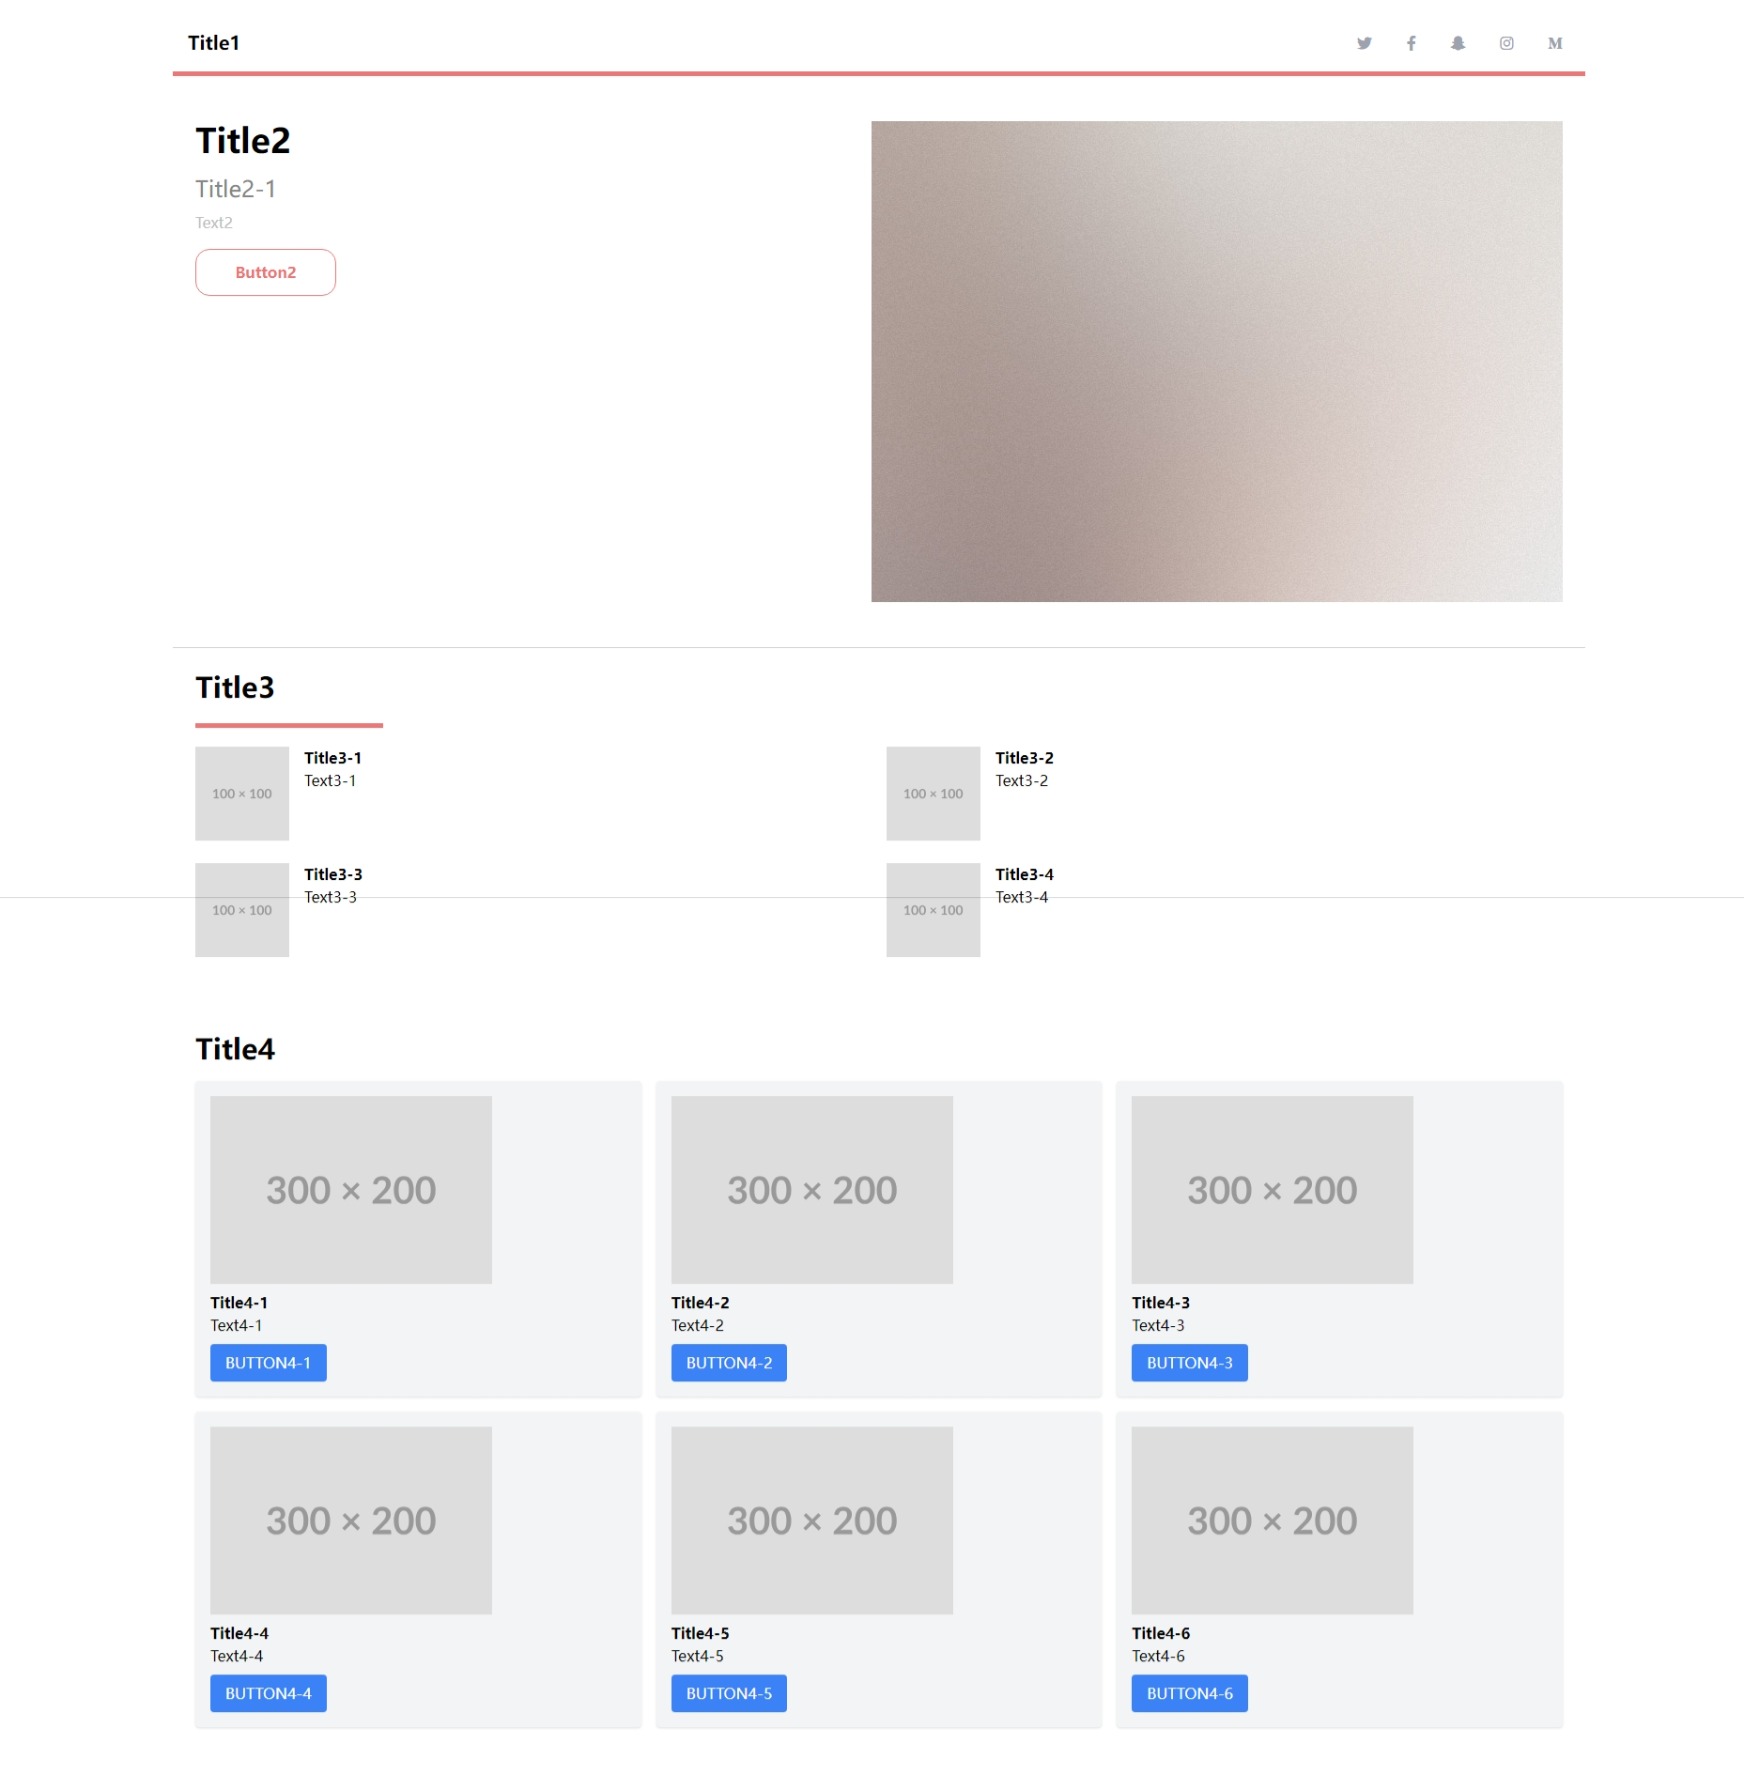 Title1
Title2
Title2-1
Text2
Button2
Title3
100 × 100
Title3-1
Text3-1
100 × 100
Title3-2
Text3-2
100 × 100
Title3-3
Text3-3
100 × 100
Title3-4
Text3-4
Title4
300 × 200
Title4-1
Text4-1
BUTTON4-1
300 × 200
Title4-2
Text4-2
BUTTON4-2
300 × 200
Title4-3
Text4-3
BUTTON4-3
300 × 200
Title4-4
Text4-4
BUTTON4-4
300 × 200
Title4-5
Text4-5
BUTTON4-5
300 × 200
Title4-6
Text4-6
BUTTON4-6